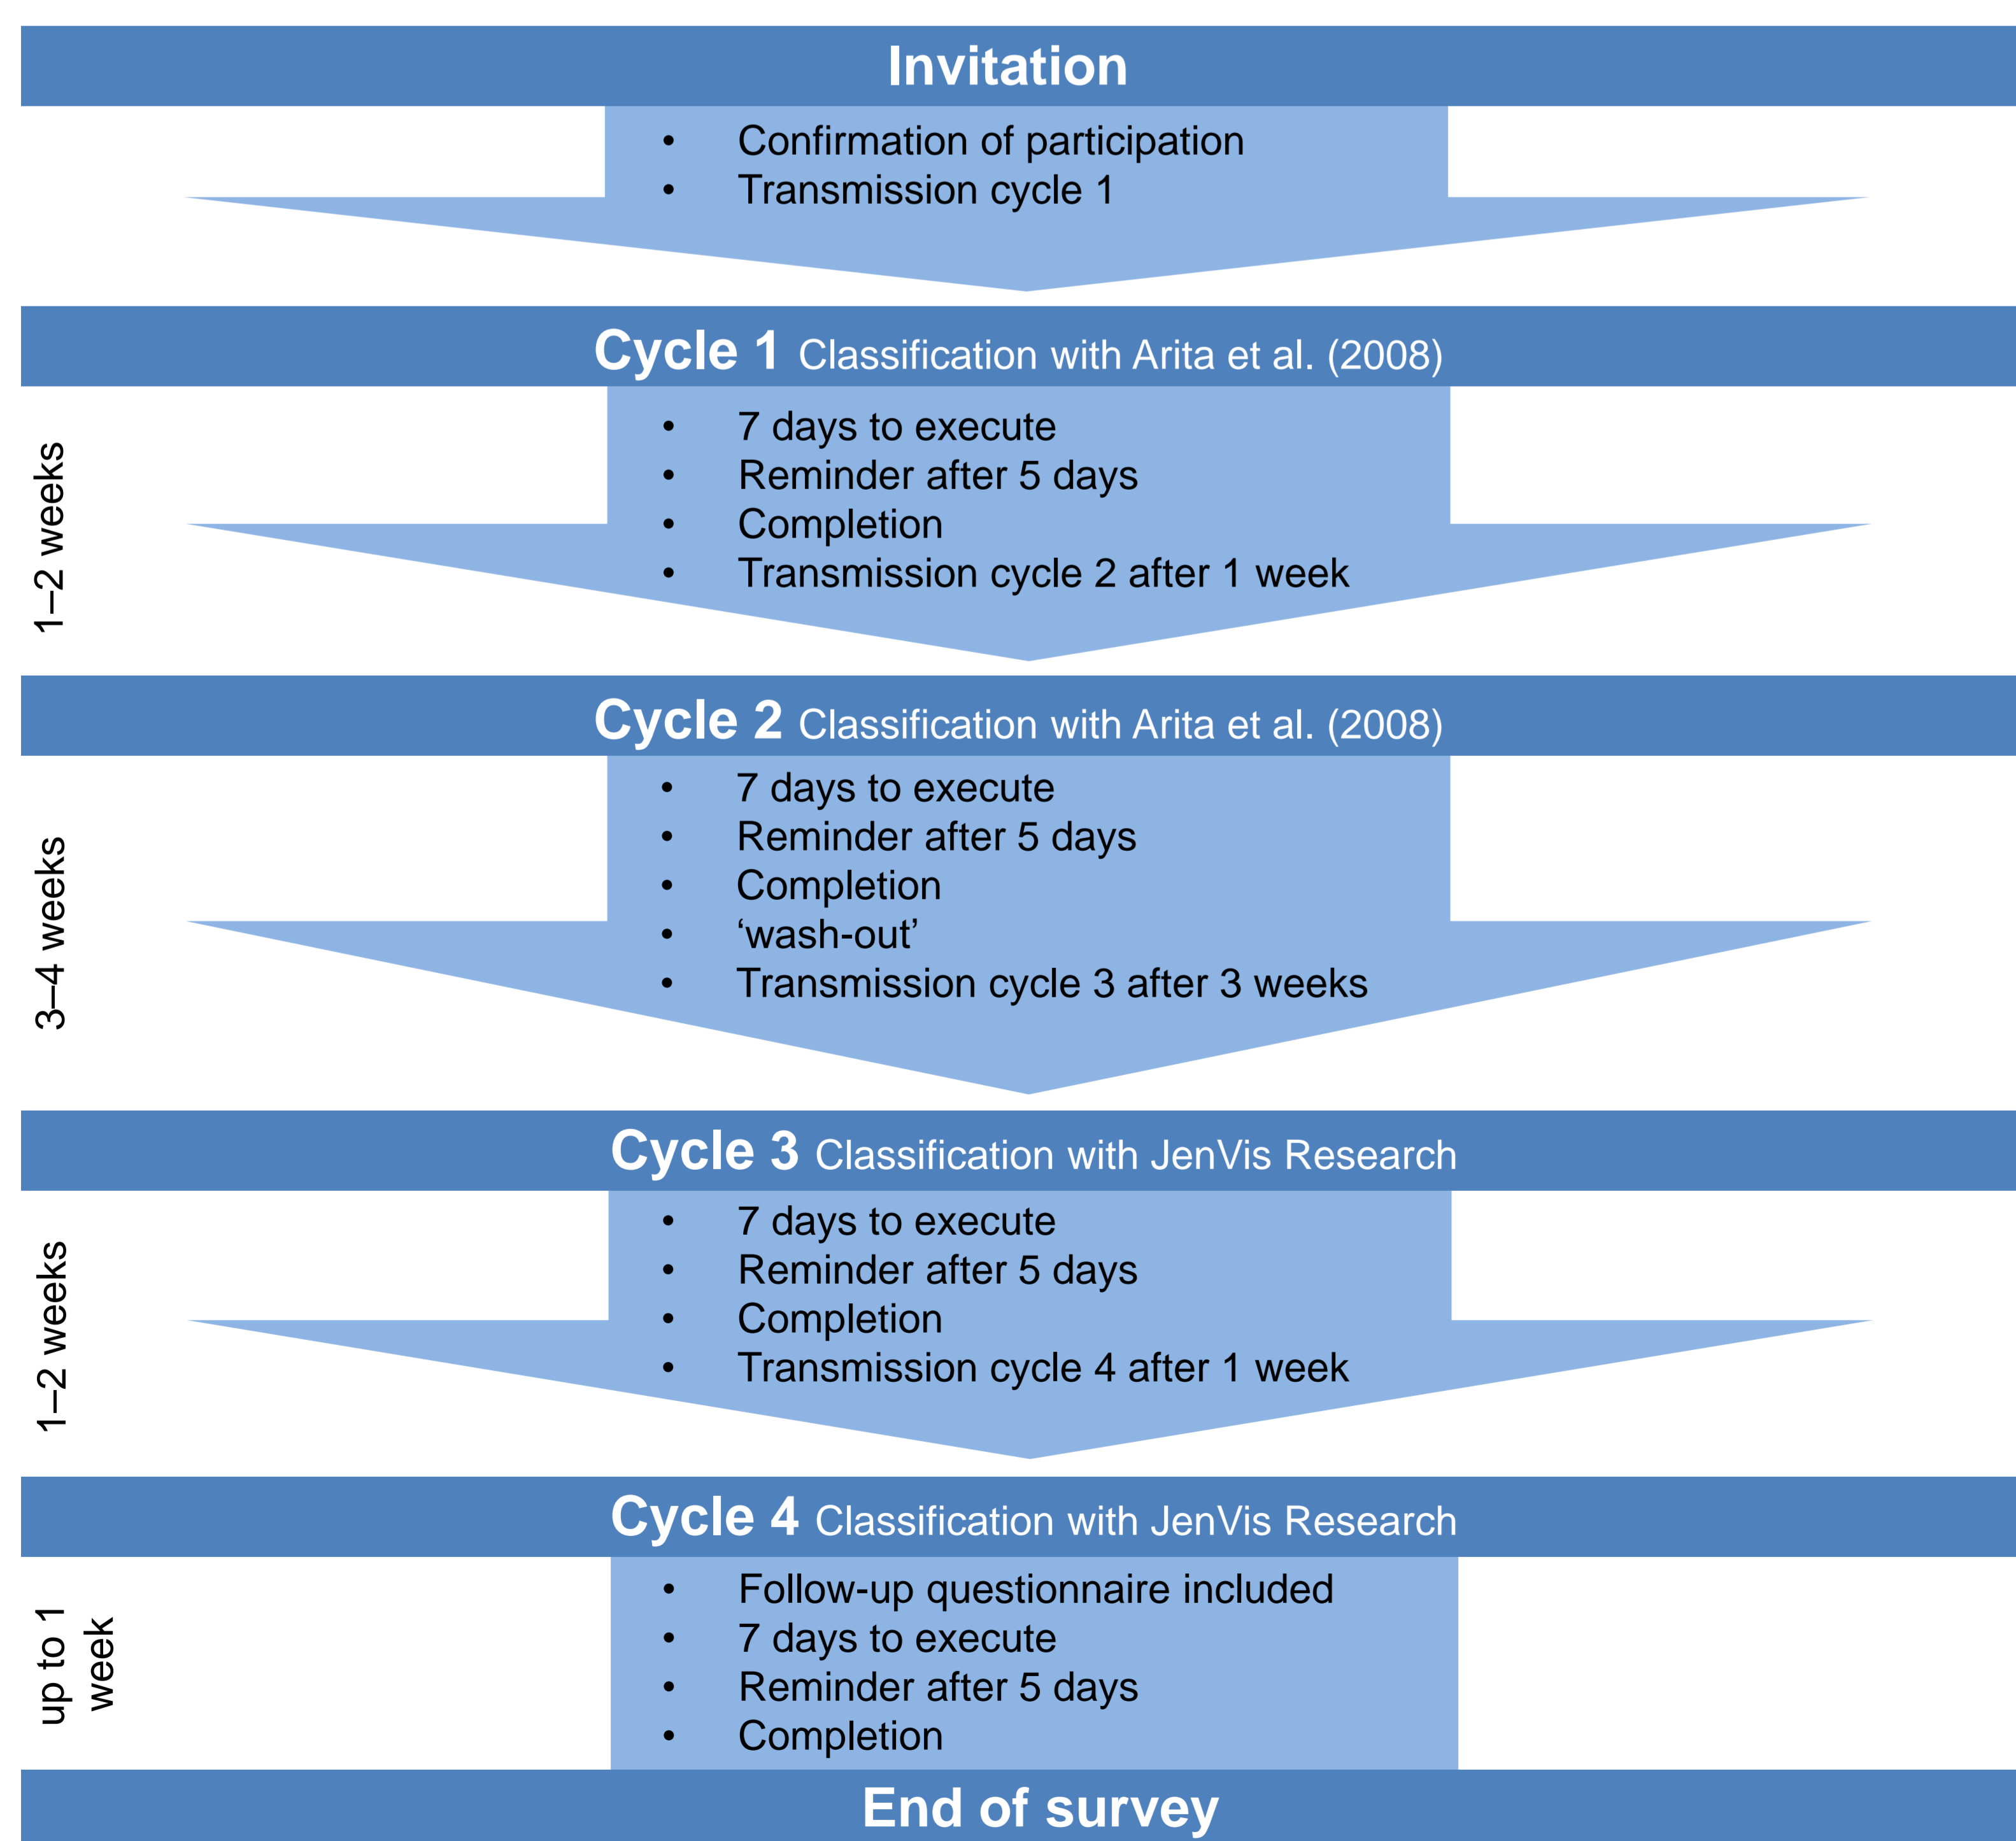 Invitation
• Confirmation of participation
• Transmission cycle 1
Cycle 1 Classification with Arita et al. (2008)
1–2 weeks
• 7 days to execute
• Reminder after 5 days
• Completion
• Transmission cycle 2 after 1 week
Cycle 2 Classification with Arita et al. (2008)
3–4 weeks
• 7 days to execute
• Reminder after 5 days
• Completion
• ‘wash-out’
• Transmission cycle 3 after 3 weeks
Cycle 3 Classification with JenVis Research
1–2 weeks
• 7 days to execute
• Reminder after 5 days
• Completion
• Transmission cycle 4 after 1 week
Cycle 4 Classification with JenVis Research
up to 1
week
• Follow-up questionnaire included
• 7 days to execute
• Reminder after 5 days
• Completion
End of survey